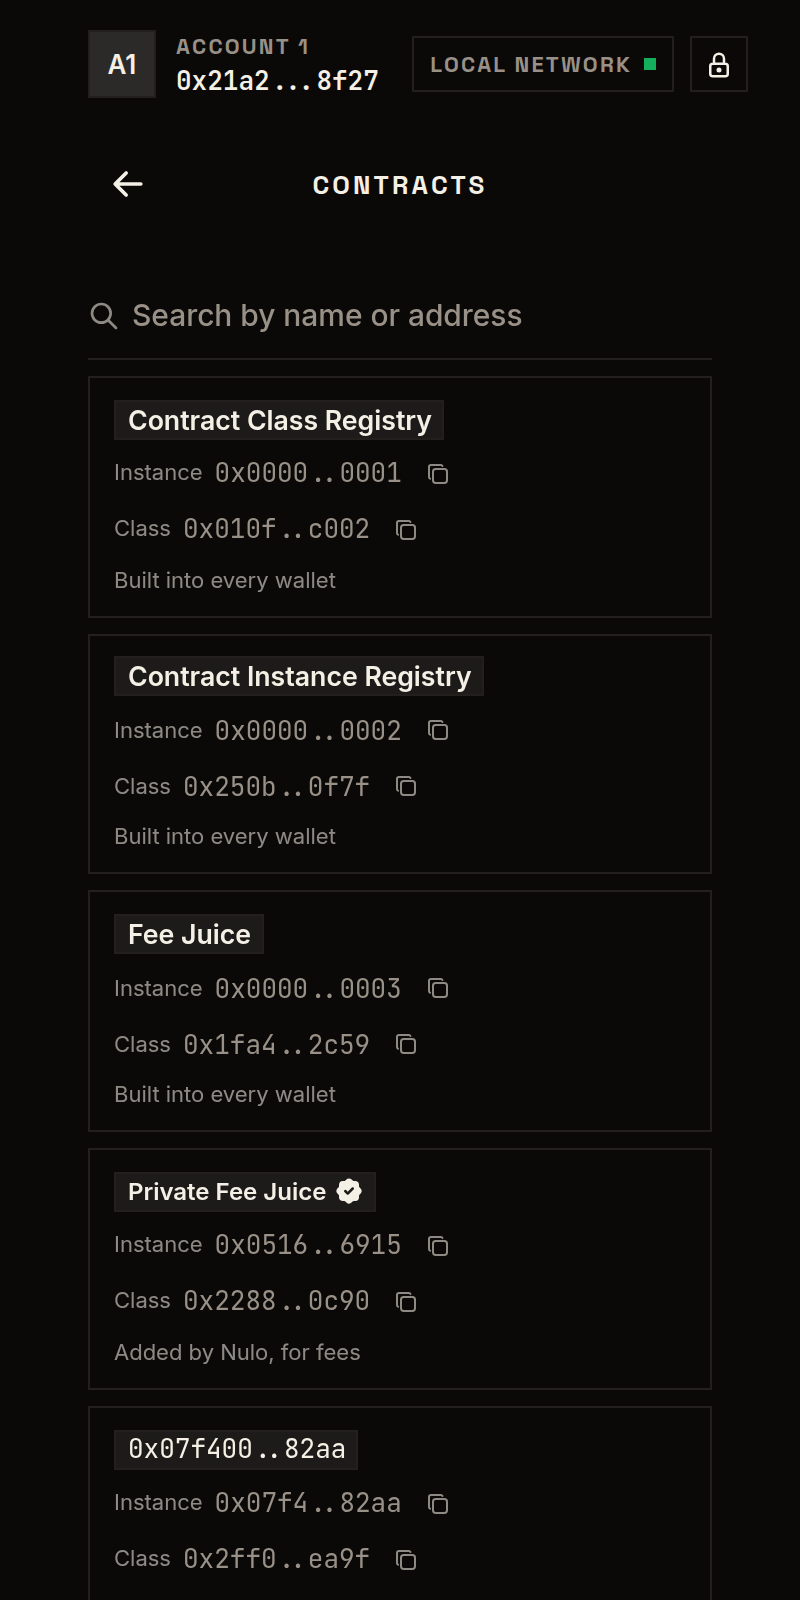 A1
ACCOUNT 1
0x21a2...8f27
LOCAL NETWORK
CONTRACTS
Search by name or address
Contract Class Registry
Instance 0x0000..0001
Class 0x010f..c002
Built into every wallet
Contract Instance Registry
Instance 0x0000..0002
Class 0x250b..0f7f
Built into every wallet
Fee Juice
Instance 0x0000..0003
Class 0x1fa4..2c59
Built into every wallet
Private Fee Juice
Instance 0x0516..6915
Class 0x2288..0c90
Added by Nulo, for fees
0x07f400..82aa
Instance 0x07f4..82aa
Class 0x2ff0..ea9f